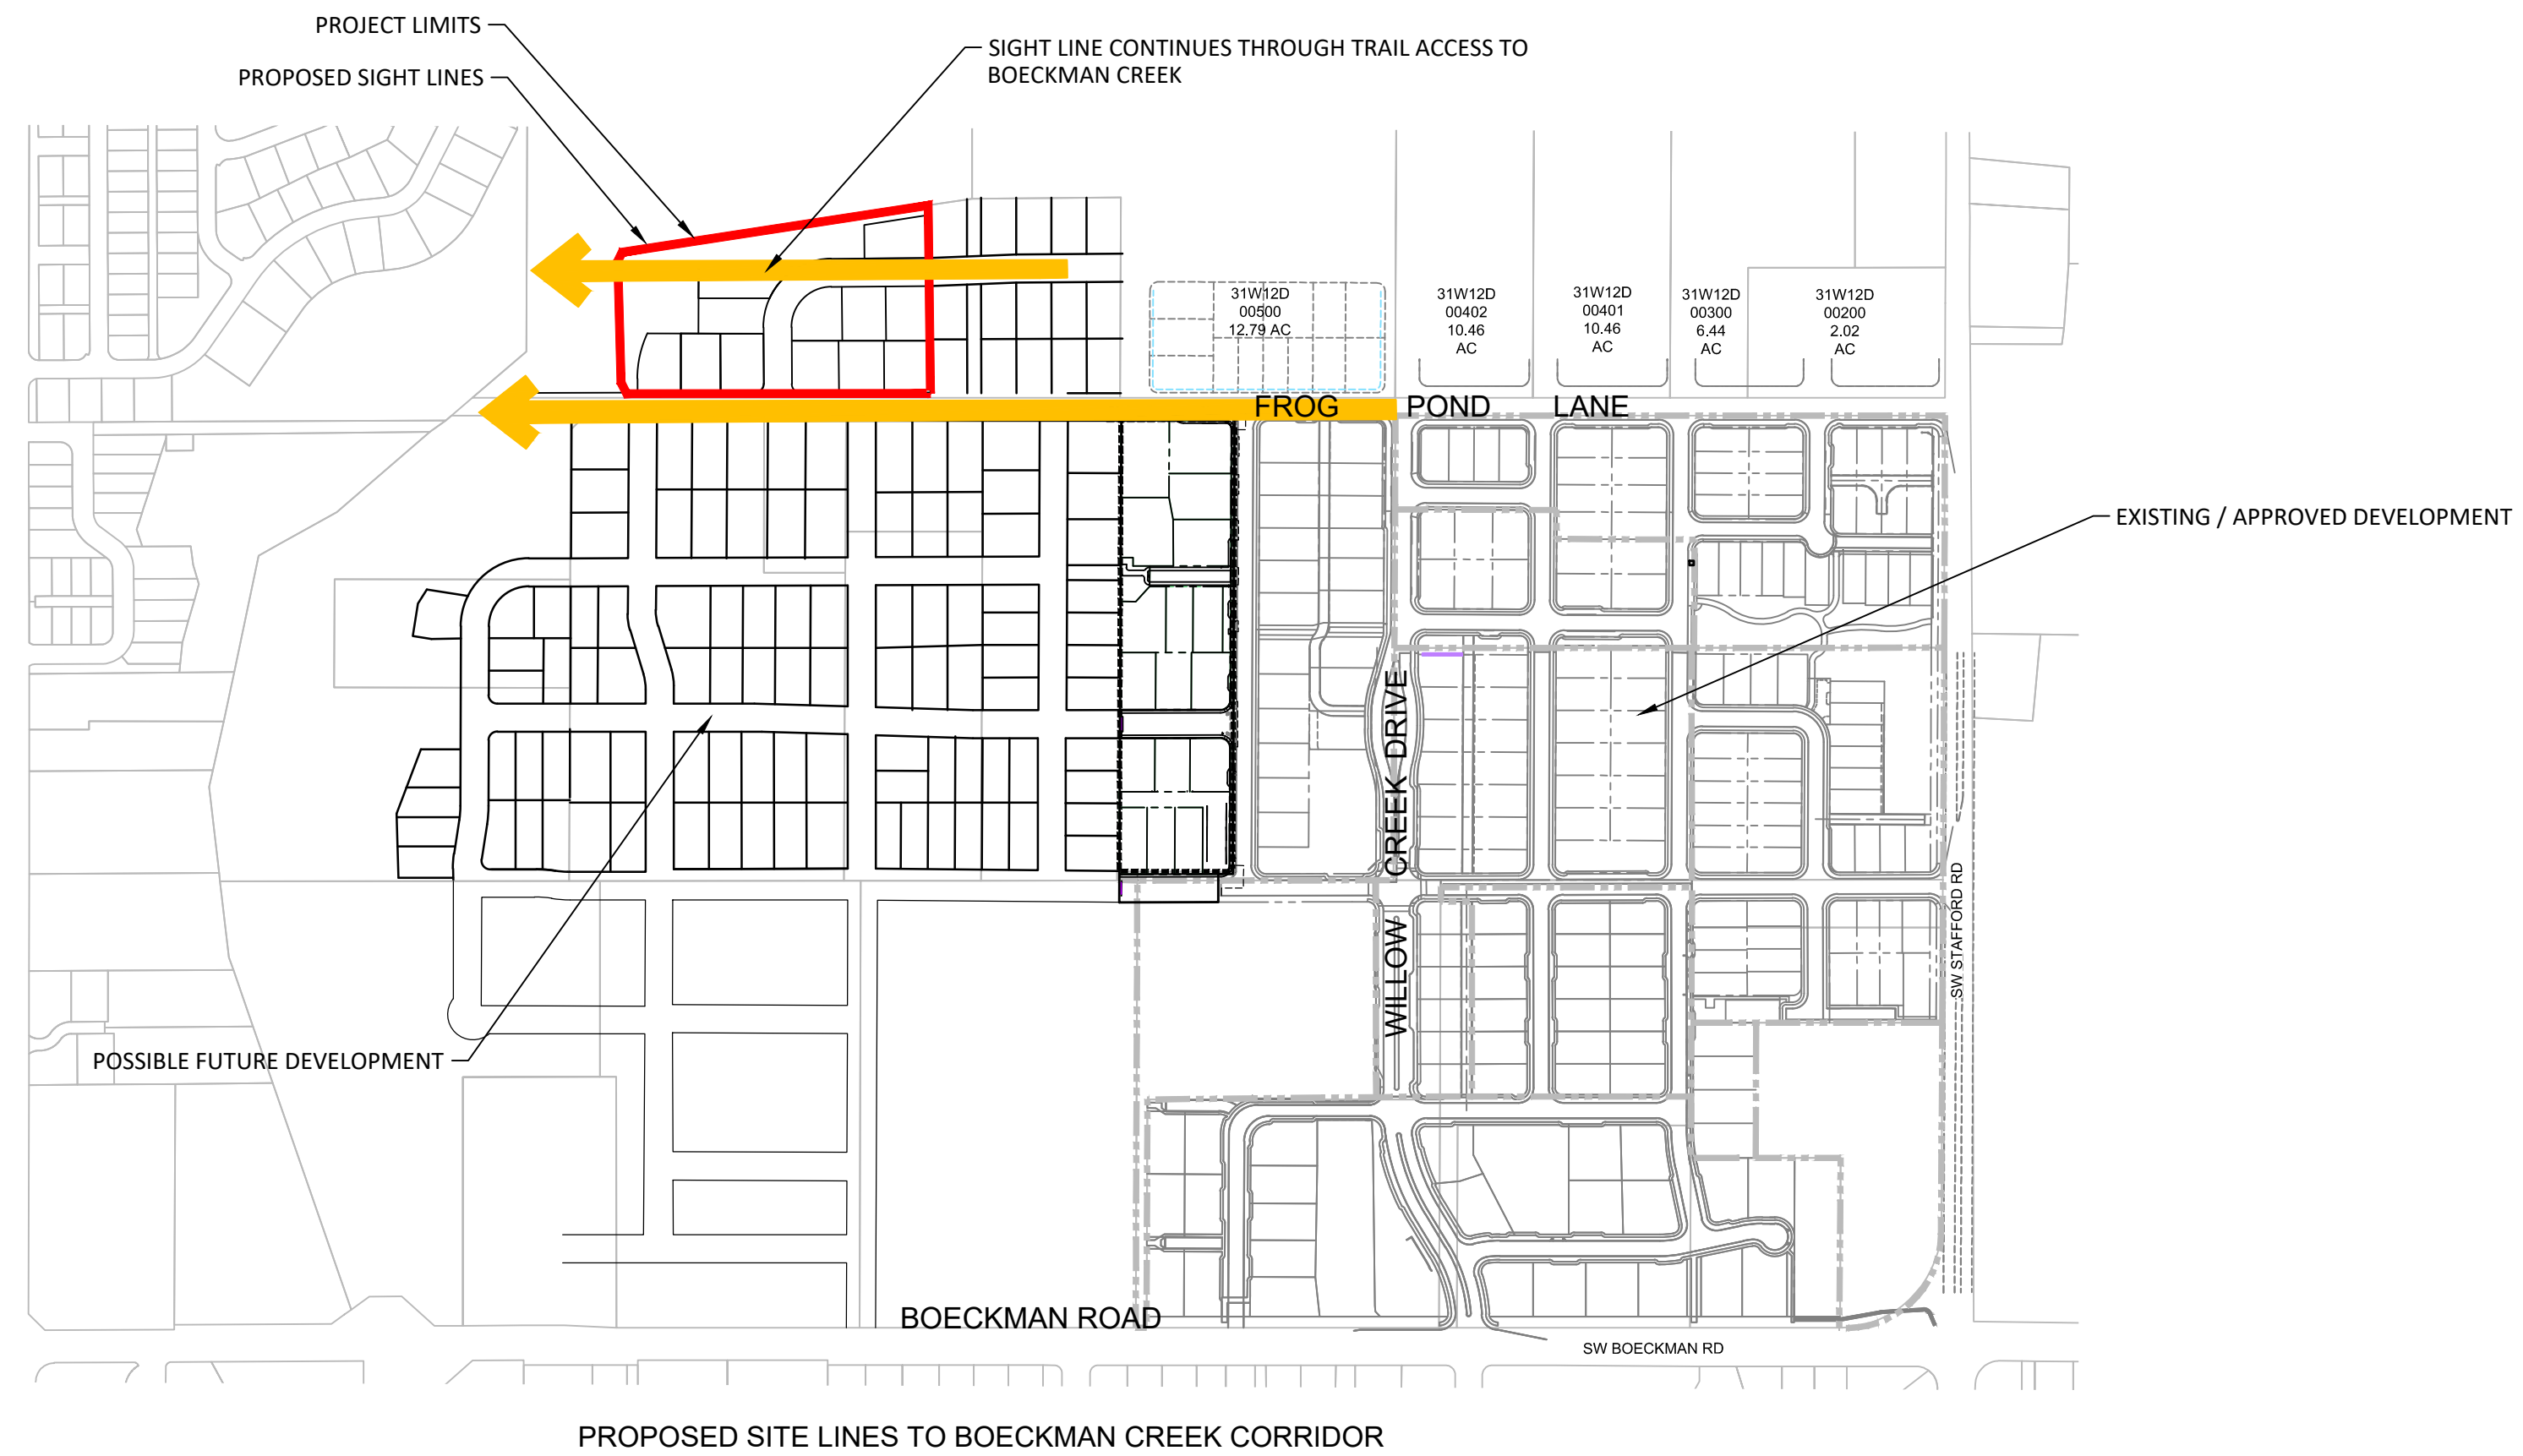 PROJECT LIMITS
PROPOSED SIGHT LINES
SIGHT LINE CONTINUES THROUGH TRAIL ACCESS TO
BOECKMAN CREEK
31W12D
00500
12.79 AC
31W12D
00402
10.46
AC
31W12D
00401
10.46
AC
31W12D
00300
6.44
AC
31W12D
00200
2.02
AC
FROG POND LANE
EXISTING / APPROVED DEVELOPMENT
WILLOW CREEK DRIVE
SW STAFFORD RD
POSSIBLE FUTURE DEVELOPMENT
BOECKMAN ROAD
SW BOECKMAN RD
PROPOSED SITE LINES TO BOECKMAN CREEK CORRIDOR